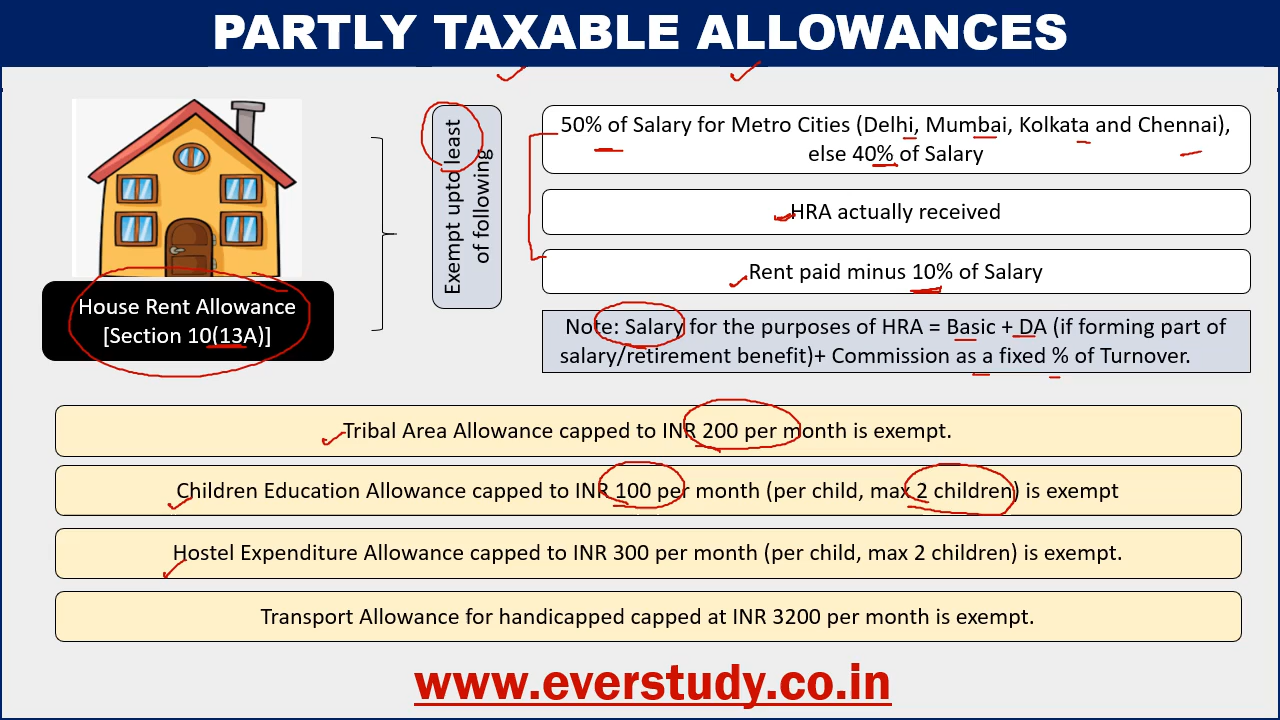 PARTLY TAXABLE ALLOWANCES
House Rent Allowance
[Section 10(13A)]
Exempt upto least
of following
50% of Salary for Metro Cities (Delhi, Mumbai, Kolkata and Chennai),
else 40% of Salary
HRA actually received
Rent paid minus 10% of Salary
Note: Salary for the purposes of HRA = Basic + DA (if forming part of
salary/retirement benefit)+ Commission as a fixed % of Turnover.
Tribal Area Allowance capped to INR 200 per month is exempt.
Children Education Allowance capped to INR 100 per month (per child, max 2 children) is exempt
Hostel Expenditure Allowance capped to INR 300 per month (per child, max 2 children) is exempt.
Transport Allowance for handicapped capped at INR 3200 per month is exempt.
www.everstudy.co.in